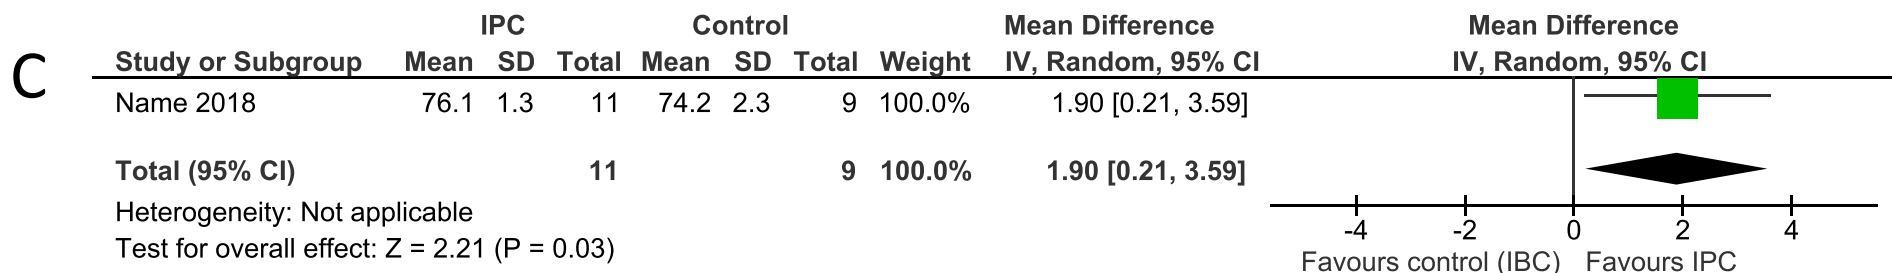 C
IPC Control Mean Difference Mean Difference
Study or Subgroup Mean SD Total Mean SD Total Weight IV, Random, 95% CI IV, Random, 95% CI
Name 2018 76.1 1.3 11 74.2 2.3 9 100.0% 1.90 [0.21, 3.59]
Total (95% CI) 11 9 100.0% 1.90 [0.21, 3.59]
Heterogeneity: Not applicable
Test for overall effect: Z = 2.21 (P = 0.03)
-4 -2 0 2 4
Favours control (IBC) Favours IPC